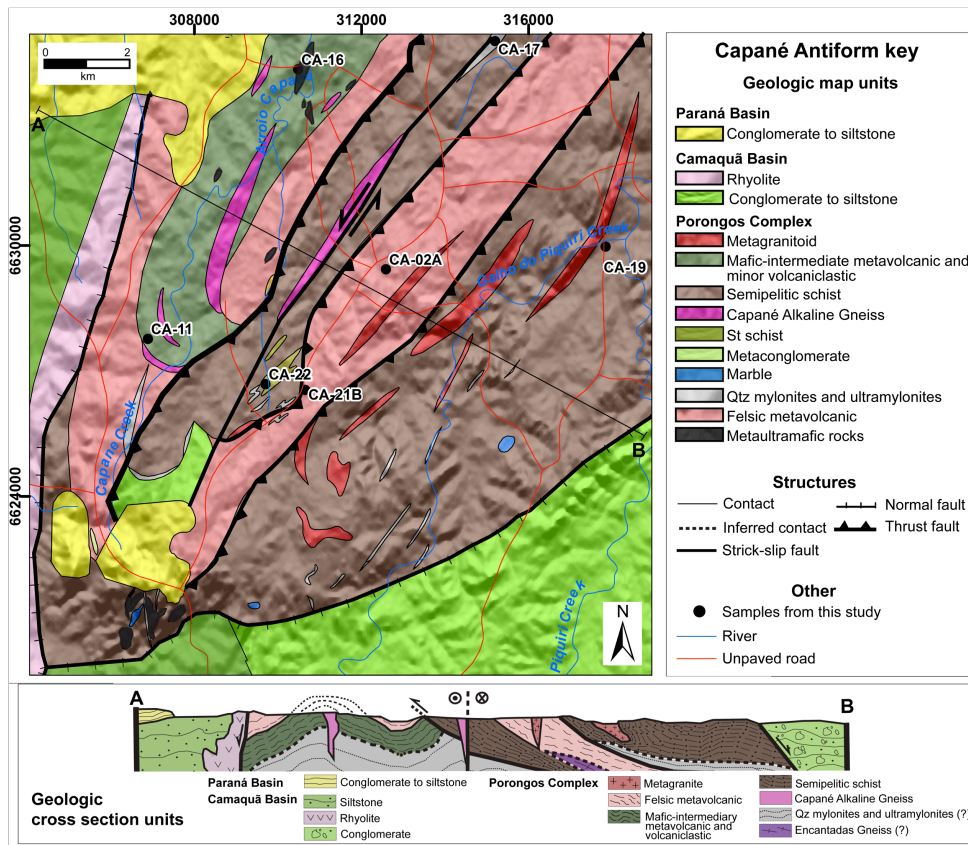 308000 312000 316000
0 2
km
CA-16
CA-17
Arroio Capané
A
6630000
CA-02A
Galho do Piquiri Creek
CA-19
CA-11
CA-22
CA-21B
Capane Creek
B
6624000
Piquiri Creek
N
Capané Antiform key
Geologic map units
Paraná Basin
Conglomerate to siltstone
Camaquã Basin
Rhyolite
Conglomerate to siltstone
Porongos Complex
Metagranitoid
Mafic-intermediate metavolcanic and
minor volcaniclastic
Semipelitic schist
Capané Alkaline Gneiss
St schist
Metaconglomerate
Marble
Qtz mylonites and ultramylonites
Felsic metavolcanic
Metaultramafic rocks
Structures
Contact
Normal fault
Inferred contact
Thrust fault
Strick-slip fault
Other
Samples from this study
River
Unpaved road
A
B
Geologic
cross section units
Paraná Basin
Conglomerate to siltstone
Camaquã Basin
Siltstone
Rhyolite
Conglomerate
Porongos Complex
Metagranite
Felsic metavolcanic
Mafic-intermediary
metavolcanic and
volcaniclastic
Semipelitic schist
Capané Alkaline Gneiss
Qz mylonites and ultramylonites (?)
Encantadas Gneiss (?)